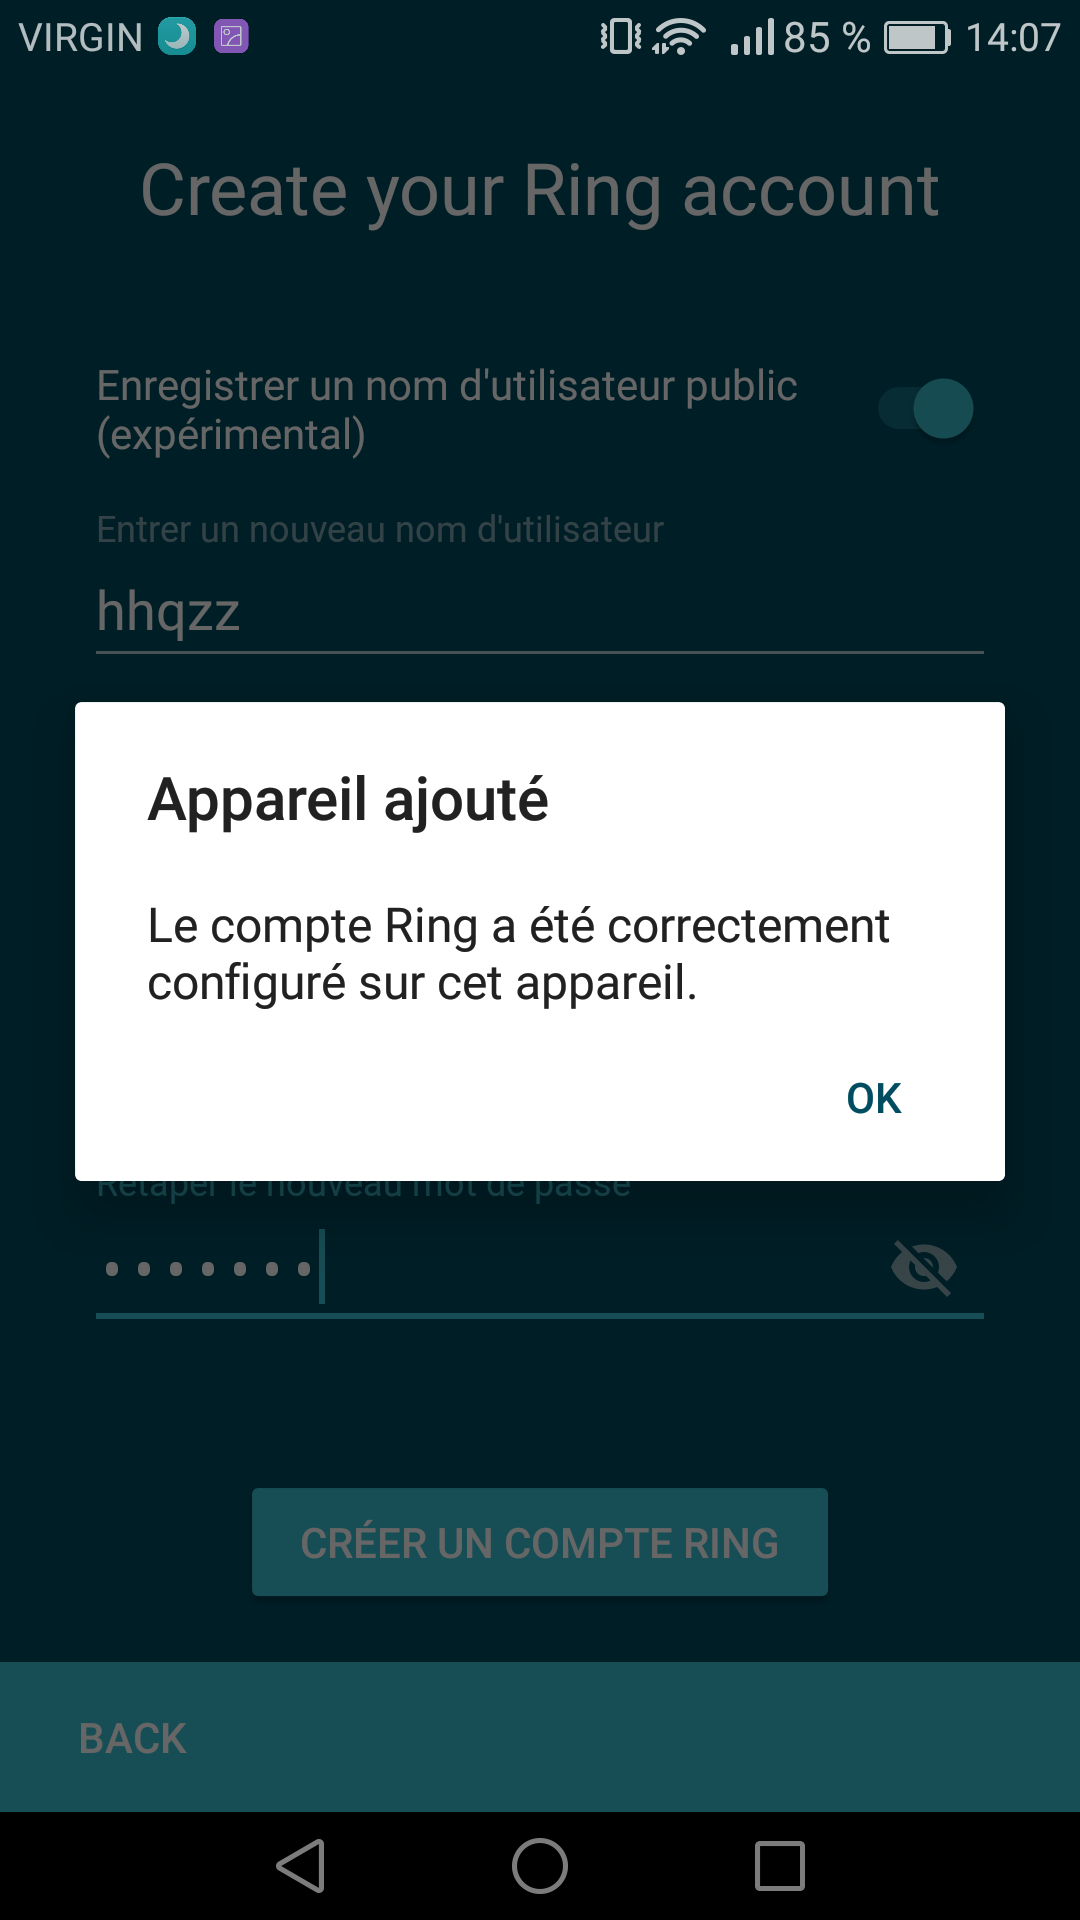 VIRGIN 85 % 14:07
Create your Ring account
Enregistrer un nom d'utilisateur public
(expérimental)
Entrer un nouveau nom d'utilisateur
hhqzz
Appareil ajouté
Le compte Ring a été correctement
configuré sur cet appareil.
OK
Retaper le nouveau mot de passe
•••••••
CRÉER UN COMPTE RING
BACK